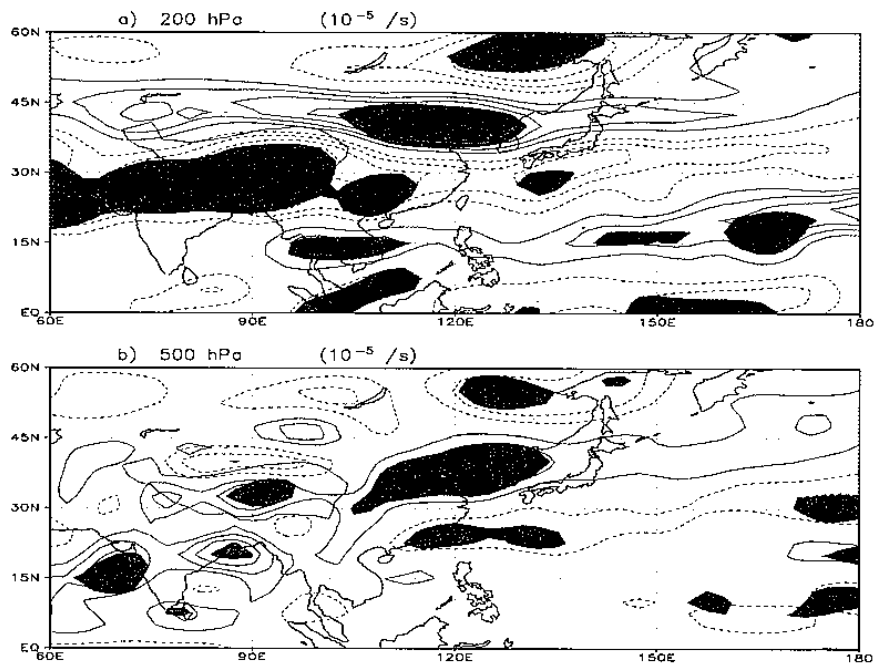 a) 200 hPa (10⁻⁵ /s)
60N
45N
30N
15N
EQ
60E 90E 120E 150E 180
b) 500 hPa (10⁻⁵ /s)
60N
45N
30N
15N
EQ
60E 90E 120E 150E 180